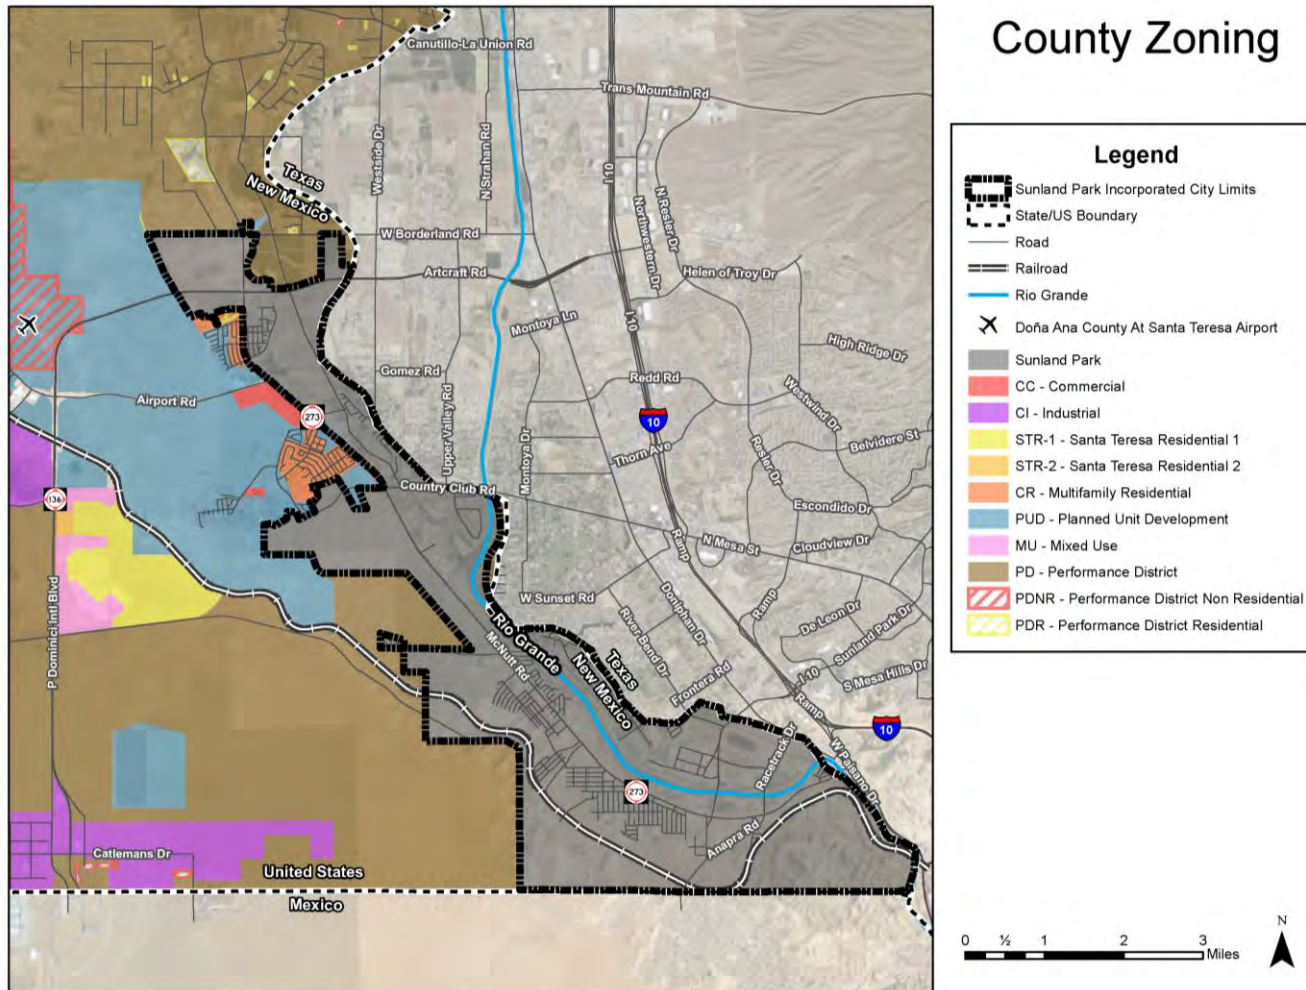 County Zoning
Canutillo-La Union Rd
Trans Mountain Rd
Westside Dr
N Strahan Rd
I 10
N Resler Dr
Northwestern Dr
Texas
New Mexico
W Borderland Rd
Artcraft Rd
Helen of Troy Dr
Montoya Ln
I 10
High Ridge Dr
Gomez Rd
Redd Rd
Airport Rd
273
10
Westwind Dr
Upper Valley Rd
Montoya Dr
Thorn Ave
Resler Dr
Belvidere St
136
Country Club Rd
Escondido Dr
N Mesa St
Cloudview Dr
Ramp
P Dominici Intl Blvd
W Sunset Rd
Doniphan Dr
Ramp
River Bend Dr
De Leon Dr
Sunland Park Dr
Rio Grande
McNutt Rd
Texas
New Mexico
Frontera Rd
I 10
S Mesa Hills Dr
Ramp
10
Racetrack Dr
W Paisano Dr
273
Anapra Rd
Catlemans Dr
United States
Mexico
Legend
Sunland Park Incorporated City Limits
State/US Boundary
Road
Railroad
Rio Grande
Doña Ana County At Santa Teresa Airport
Sunland Park
CC - Commercial
CI - Industrial
STR-1 - Santa Teresa Residential 1
STR-2 - Santa Teresa Residential 2
CR - Multifamily Residential
PUD - Planned Unit Development
MU - Mixed Use
PD - Performance District
PDNR - Performance District Non Residential
PDR - Performance District Residential
N
0 ½ 1 2 3
Miles